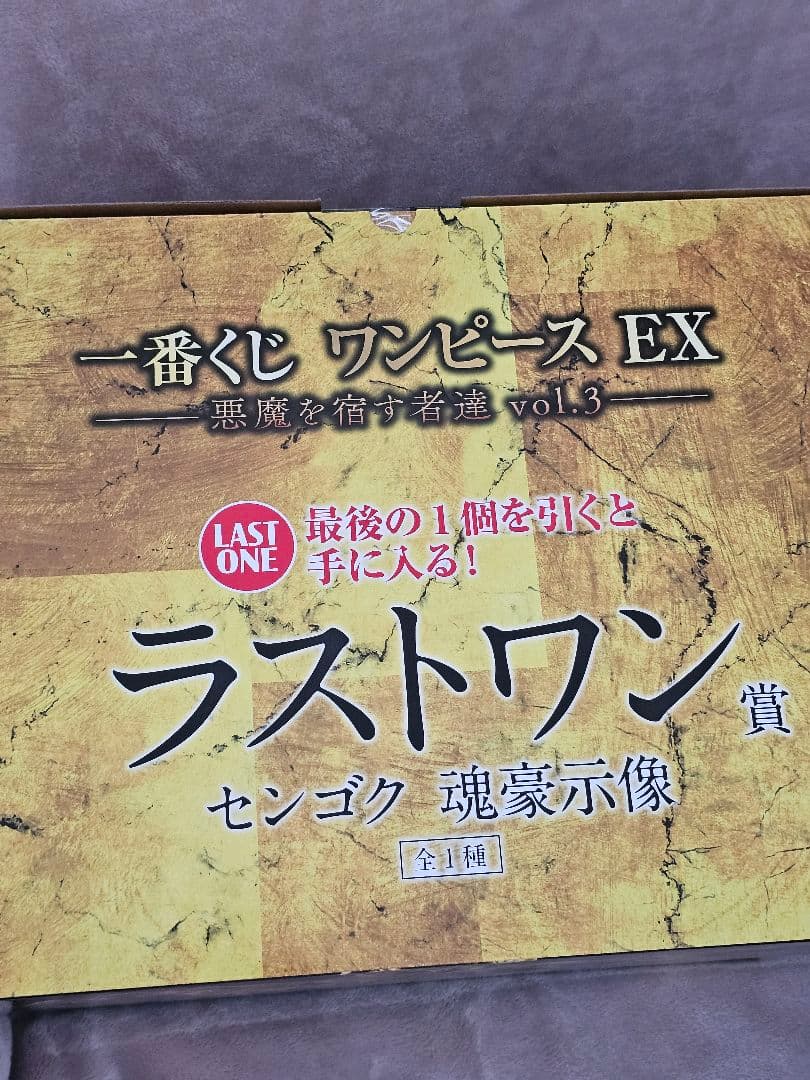 一番くじ ワンピース EX
悪魔を宿す者達 vol.3
LAST
ONE
最後の1個を引くと
手に入る!
ラストワン賞
センゴク 魂豪示像
全1種